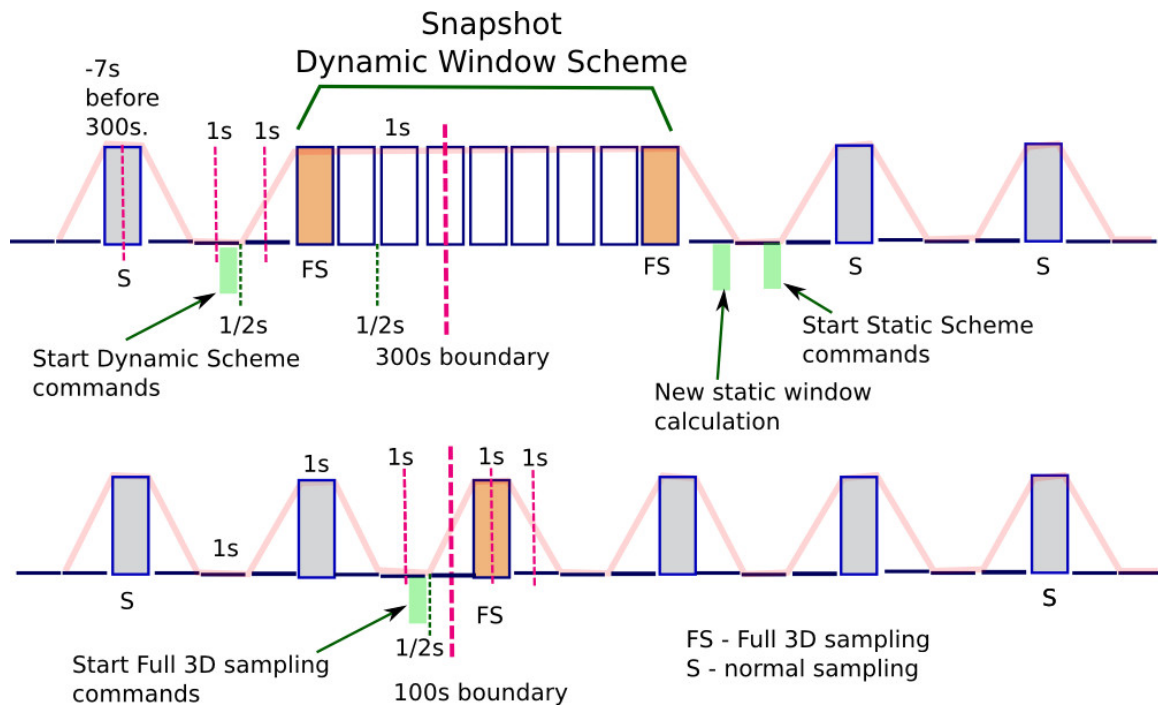 Snapshot
Dynamic Window Scheme
-7s
before
300s.
1s
1s
1s
S
FS
FS
S
S
1/2s
1/2s
300s boundary
Start Dynamic Scheme
commands
Start Static Scheme
commands
New static window
calculation
1s
1s
1s
1s
1s
S
FS
S
1/2s
Start Full 3D sampling
commands
100s boundary
FS - Full 3D sampling
S - normal sampling